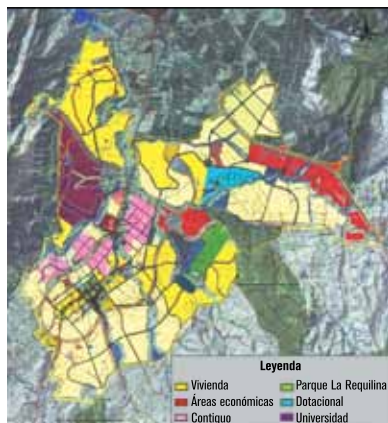 Leyenda
Vivienda
Áreas económicas
Contiguo
Parque La Requilina
Dotacional
Universidad